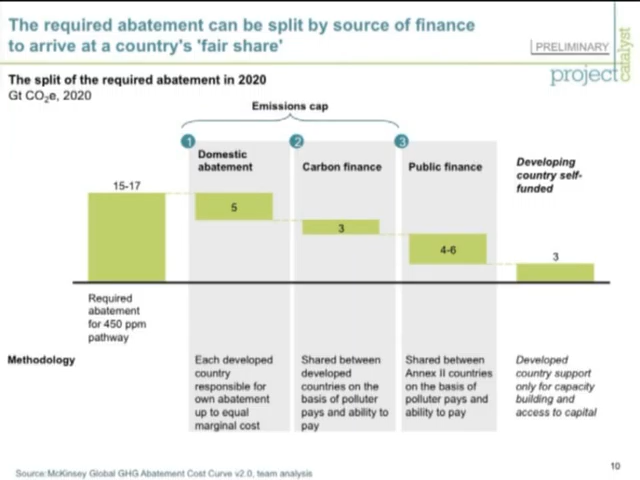 The required abatement can be split by source of finance
to arrive at a country's 'fair share'
PRELIMINARY
project catalyst
The split of the required abatement in 2020
Gt CO₂e, 2020
Emissions cap
1
Domestic
abatement
2
Carbon finance
3
Public finance
Developing
country self-
funded
15-17
5
3
4-6
3
Required
abatement
for 450 ppm
pathway
Methodology
Each developed
country
responsible for
own abatement
up to equal
marginal cost
Shared between
developed
countries on the
basis of polluter
pays and ability to
pay
Shared between
Annex II countries
on the basis of
polluter pays and
ability to pay
Developed
country support
only for capacity
building and
access to capital
Source:McKinsey Global GHG Abatement Cost Curve v2.0, team analysis
10